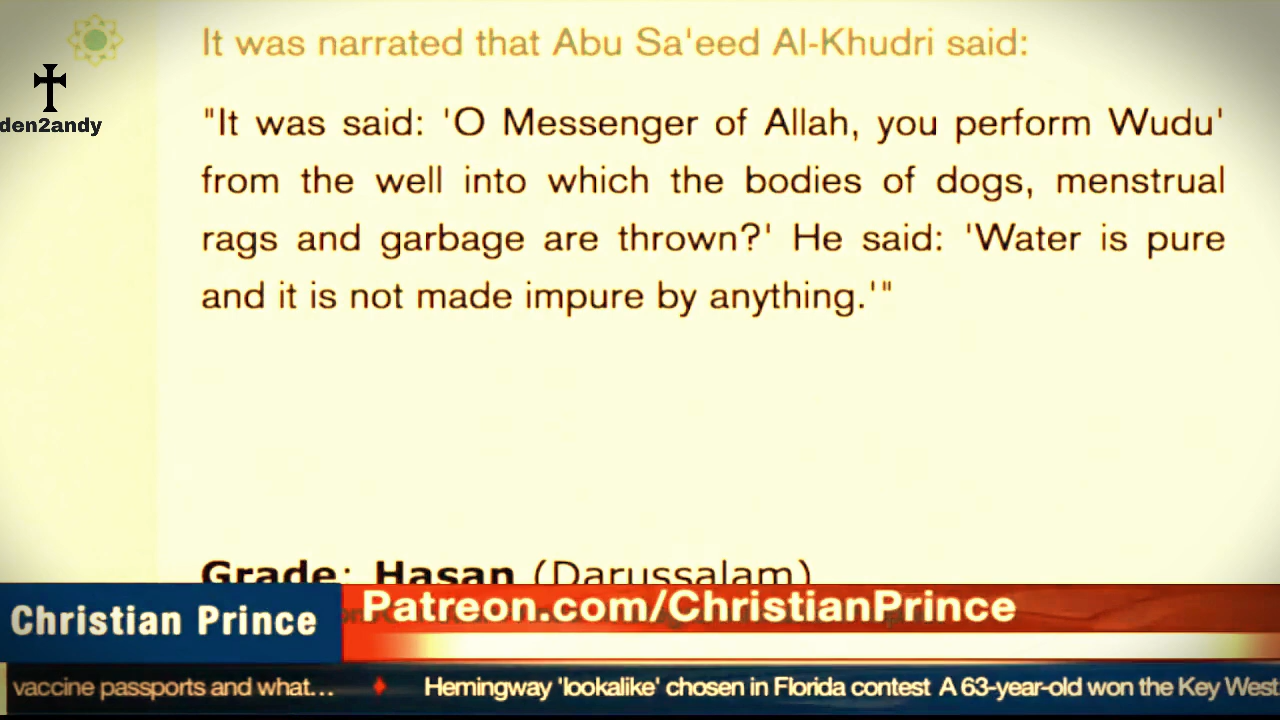 It was narrated that Abu Sa'eed Al-Khudri said:
den2andy
"It was said: 'O Messenger of Allah, you perform Wudu'
from the well into which the bodies of dogs, menstrual
rags and garbage are thrown?' He said: 'Water is pure
and it is not made impure by anything.'"
Grade: Hasan (Darussalam)
Christian Prince
Patreon.com/ChristianPrince
vaccine passports and what... ♦ Hemingway 'lookalike' chosen in Florida contest A 63-year-old won the Key West